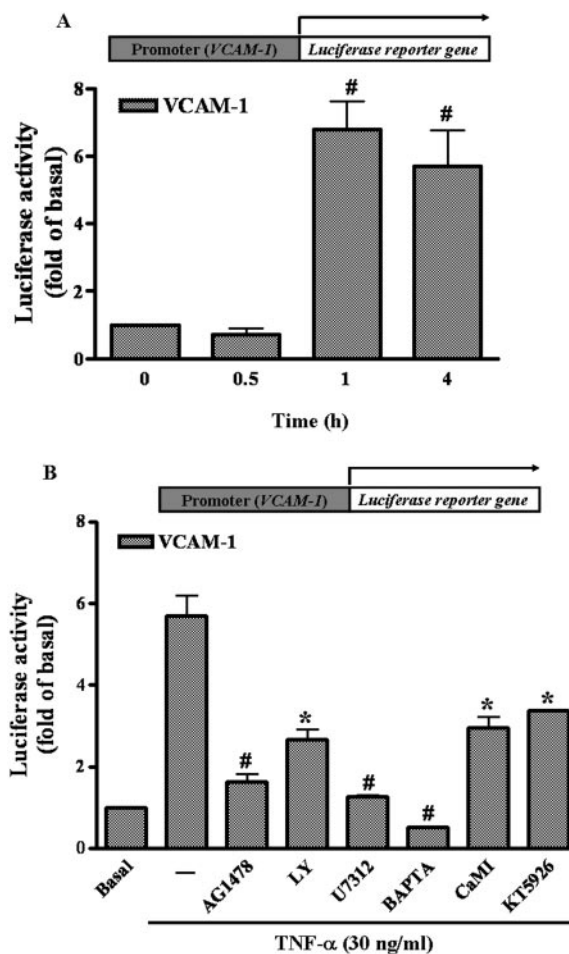 A
Promoter (VCAM-1) Luciferase reporter gene
VCAM-1
Luciferase activity
(fold of basal)
8
6
4
2
0
# #
0 0.5 1 4
Time (h)
B
Promoter (VCAM-1) Luciferase reporter gene
VCAM-1
Luciferase activity
(fold of basal)
8
6
4
2
0
# * # # * *
Basal — AG1478 LY U7312 BAPTA CaMI KT5926
TNF-α (30 ng/ml)